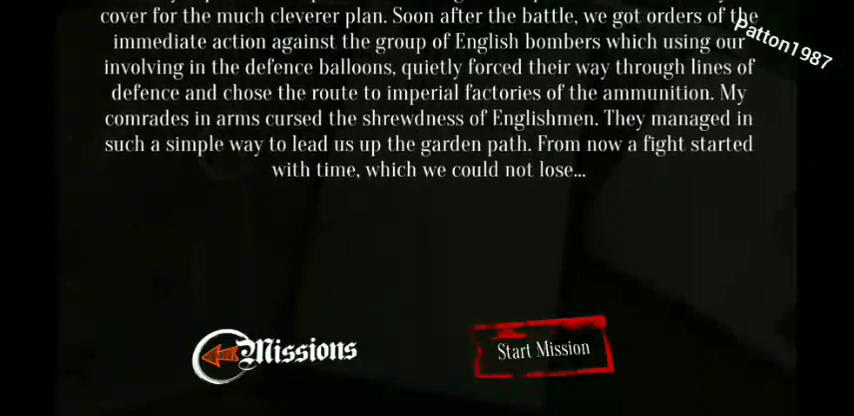 cover for the much cleverer plan. Soon after the battle, we got orders of the
immediate action against the group of English bombers which using our
involving in the defence balloons, quietly forced their way through lines of
defence and chose the route to imperial factories of the ammunition. My
comrades in arms cursed the shrewdness of Englishmen. They managed in
such a simple way to lead us up the garden path. From now a fight started
with time, which we could not lose...
Patton1987
Missions
Start Mission